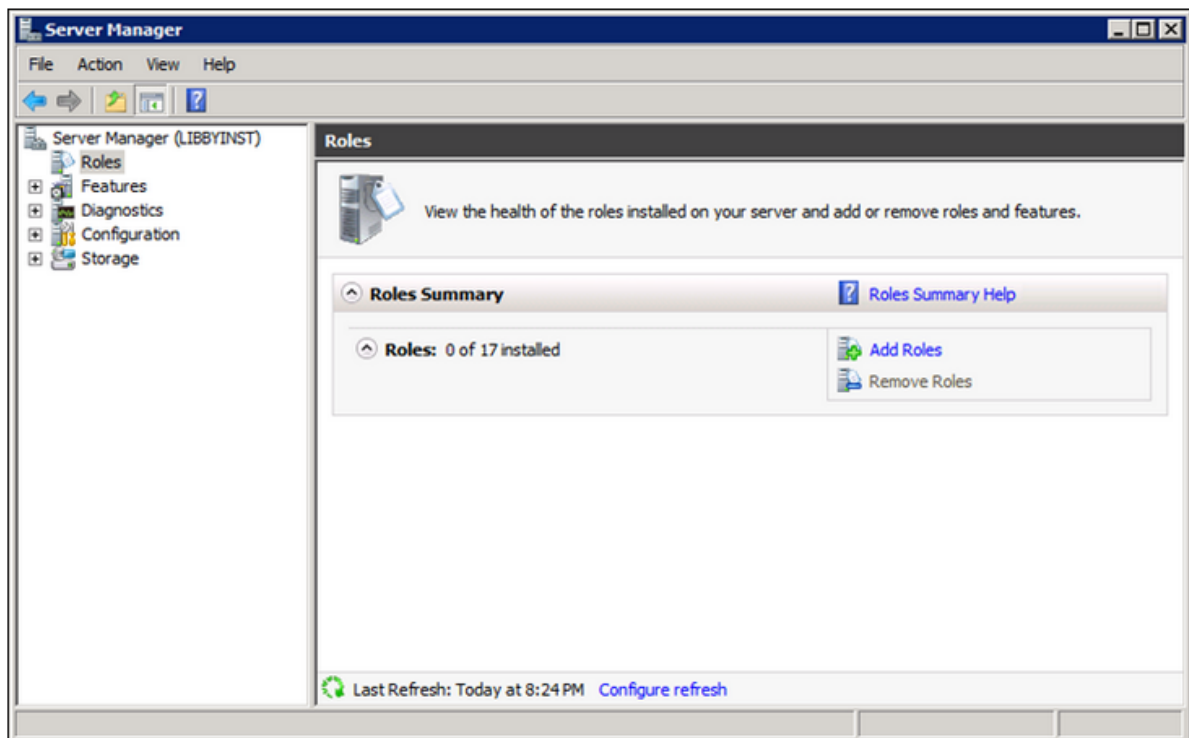 Server Manager
File Action View Help
Server Manager (LIBBYINST)
Roles
Features
Diagnostics
Configuration
Storage
Roles
View the health of the roles installed on your server and add or remove roles and features.
Roles Summary
Roles Summary Help
Roles: 0 of 17 installed
Add Roles
Remove Roles
Last Refresh: Today at 8:24 PM Configure refresh